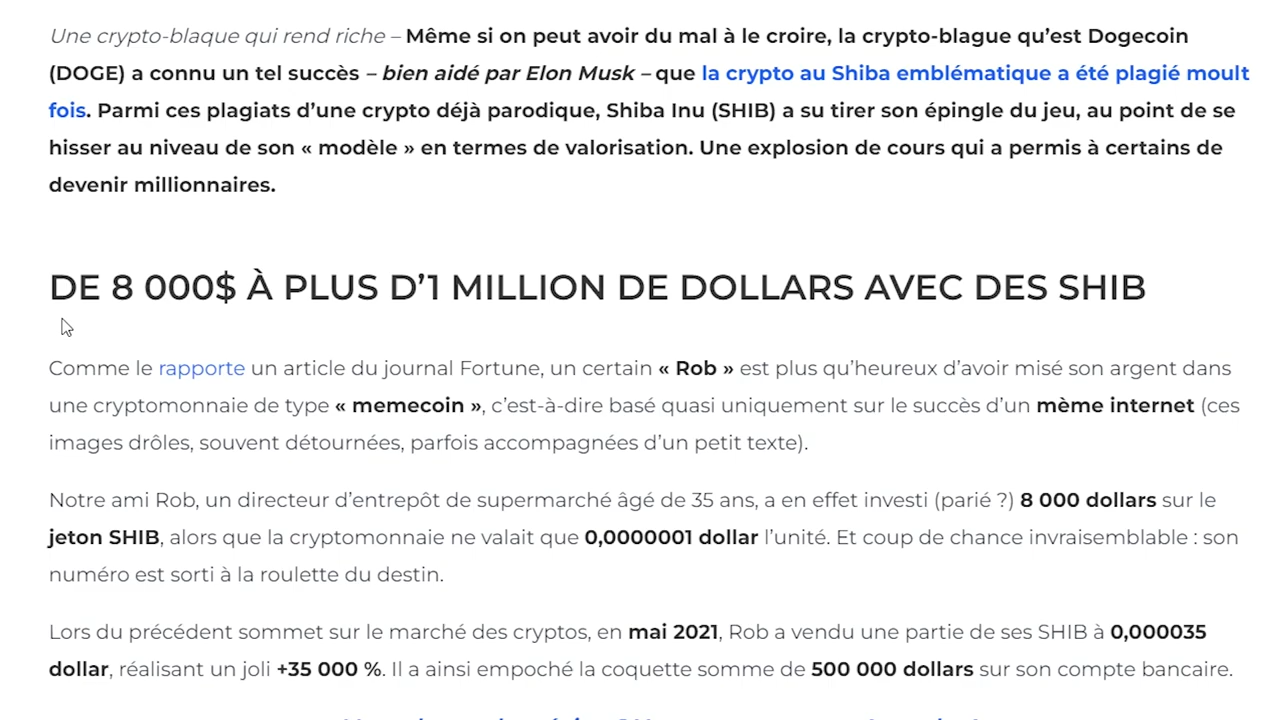 Une crypto-blaque qui rend riche – Même si on peut avoir du mal à le croire, la crypto-blague qu’est Dogecoin
(DOGE) a connu un tel succès – bien aidé par Elon Musk – que la crypto au Shiba emblématique a été plagié moult
fois. Parmi ces plagiats d’une crypto déjà parodique, Shiba Inu (SHIB) a su tirer son épingle du jeu, au point de se
hisser au niveau de son « modèle » en termes de valorisation. Une explosion de cours qui a permis à certains de
devenir millionnaires.
DE 8 000$ À PLUS D’1 MILLION DE DOLLARS AVEC DES SHIB
Comme le rapporte un article du journal Fortune, un certain « Rob » est plus qu’heureux d’avoir misé son argent dans
une cryptomonnaie de type « memecoin », c’est-à-dire basé quasi uniquement sur le succès d’un mème internet (ces
images drôles, souvent détournées, parfois accompagnées d’un petit texte).
Notre ami Rob, un directeur d’entrepôt de supermarché âgé de 35 ans, a en effet investi (parié ?) 8 000 dollars sur le
jeton SHIB, alors que la cryptomonnaie ne valait que 0,0000001 dollar l’unité. Et coup de chance invraisemblable : son
numéro est sorti à la roulette du destin.
Lors du précédent sommet sur le marché des cryptos, en mai 2021, Rob a vendu une partie de ses SHIB à 0,000035
dollar, réalisant un joli +35 000 %. Il a ainsi empoché la coquette somme de 500 000 dollars sur son compte bancaire.